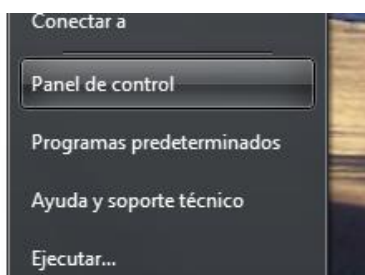 Conectar a
Panel de control
Programas predeterminados
Ayuda y soporte técnico
Ejecutar...